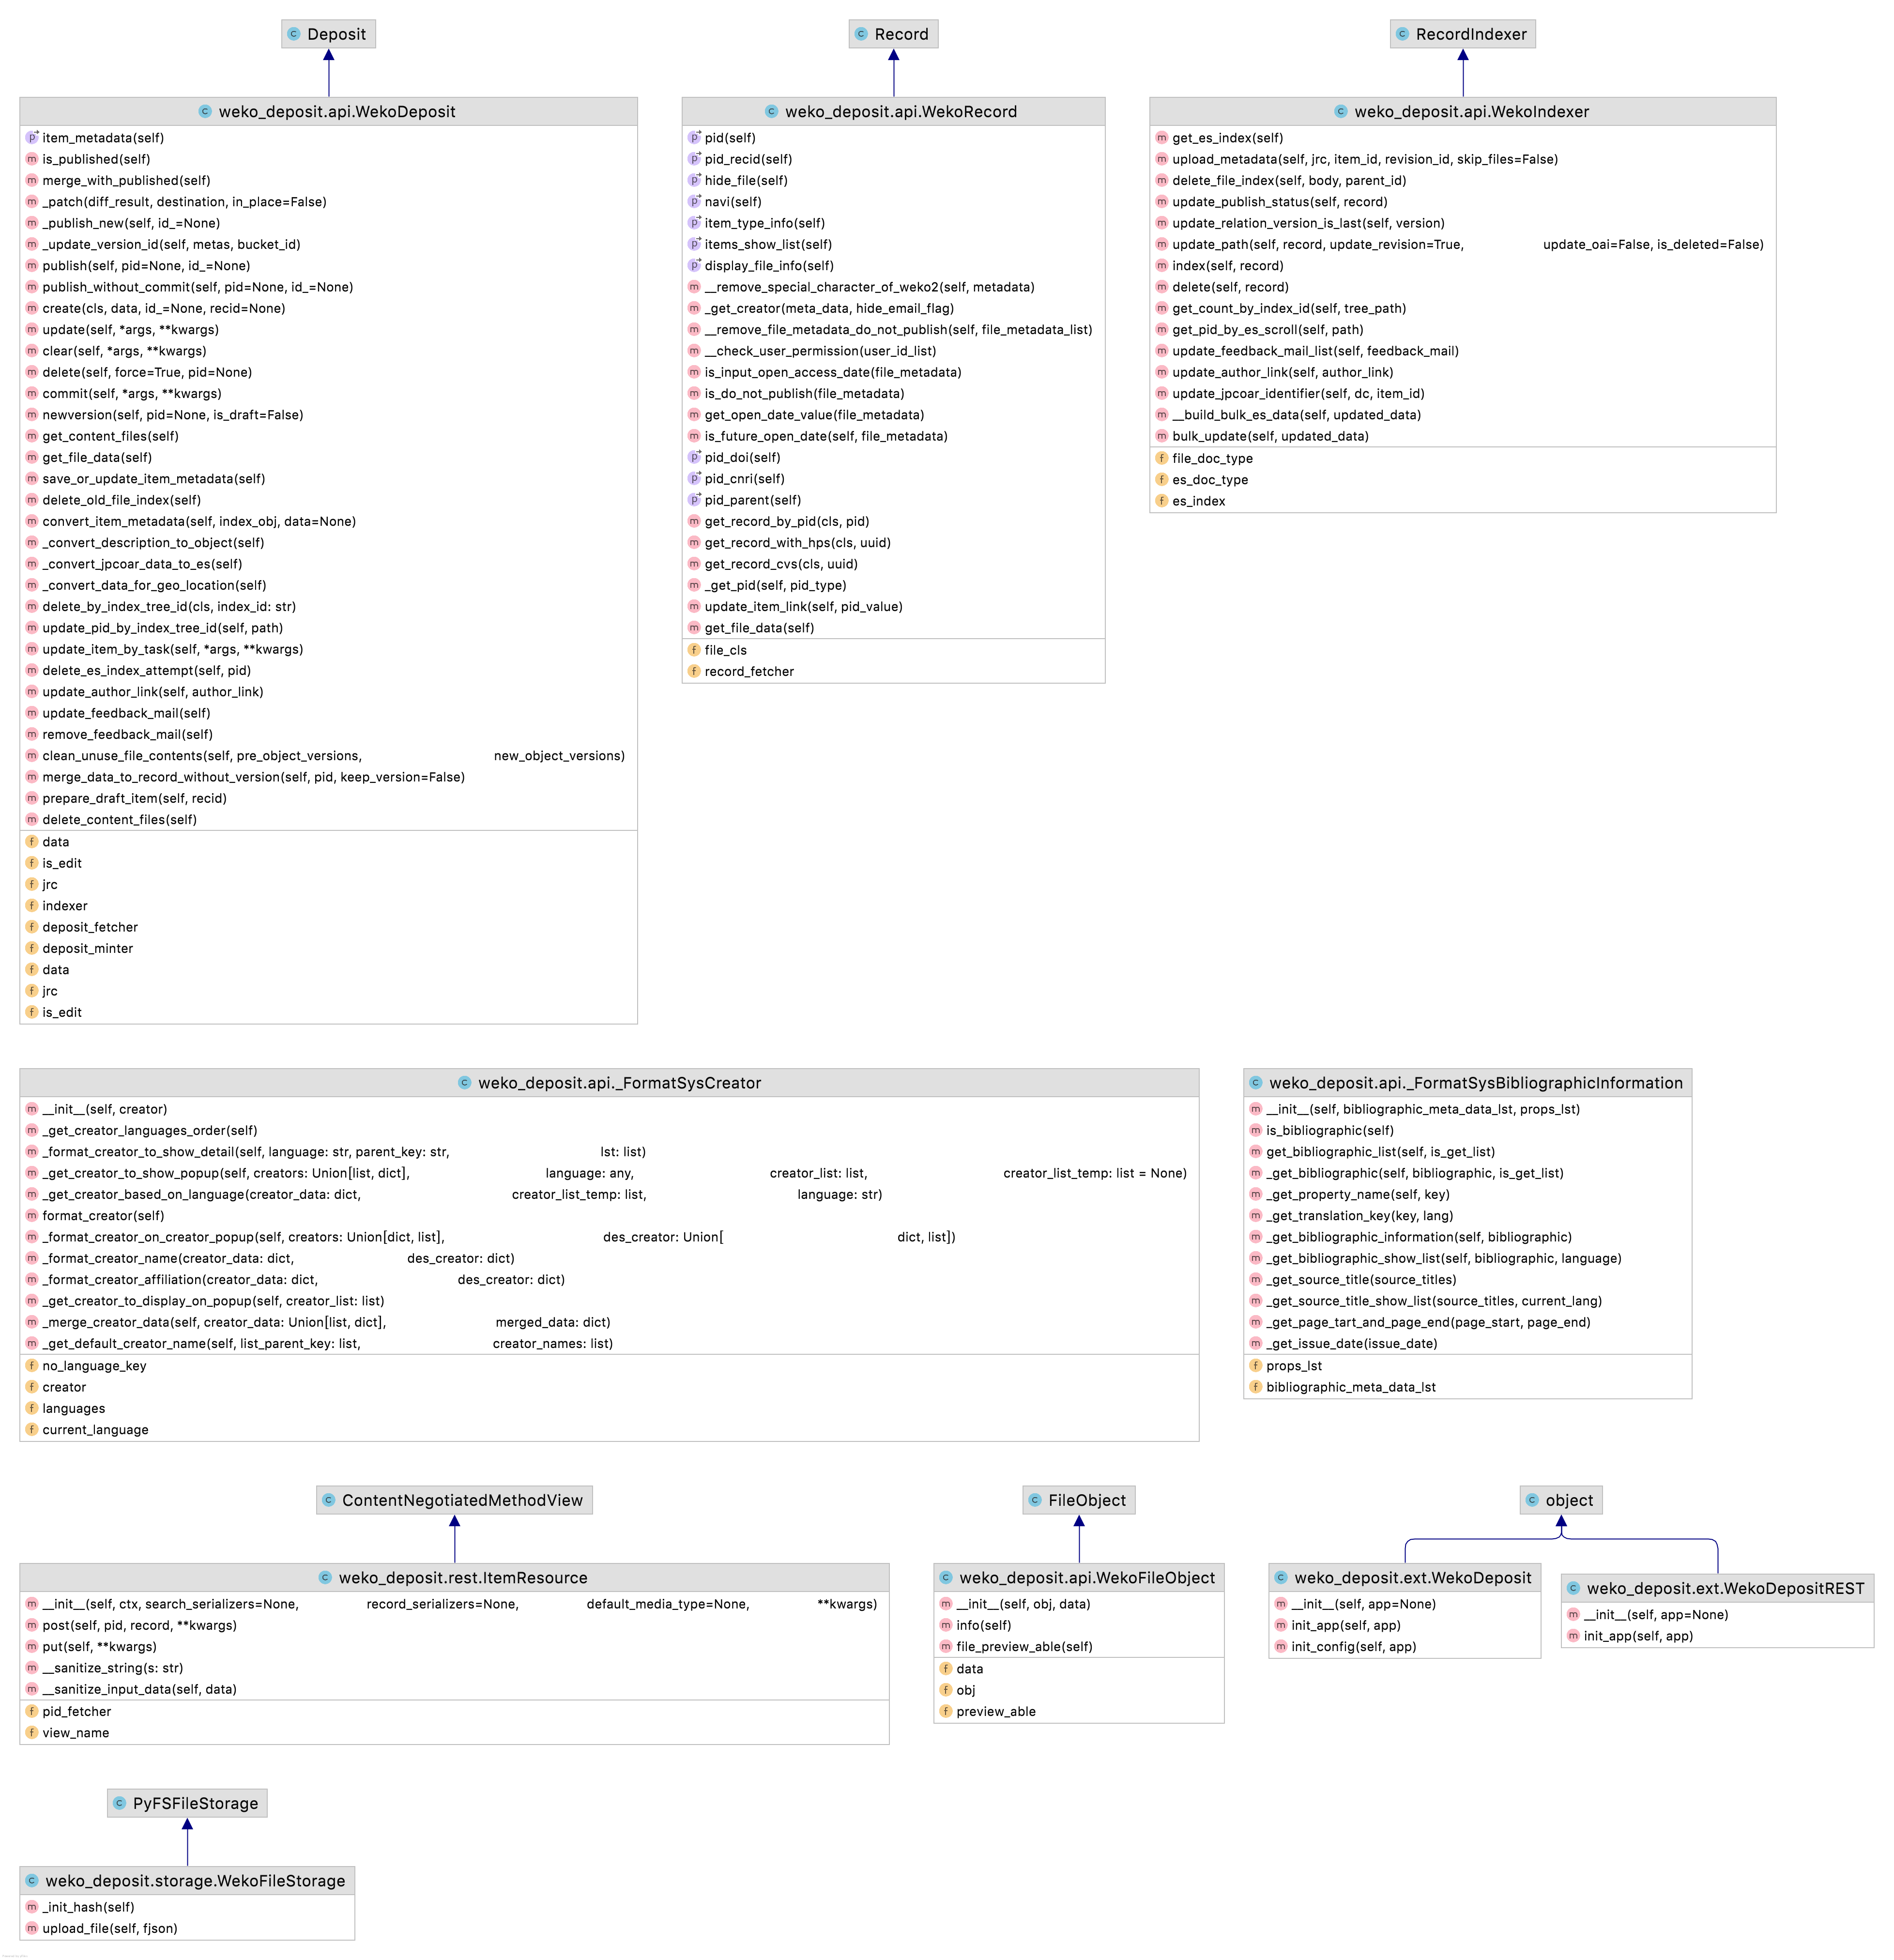 Deposit
weko_deposit.api.WekoDeposit
item_metadata(self)
is_published(self)
merge_with_published(self)
_patch(diff_result, destination, in_place=False)
_publish_new(self, id_=None)
_update_version_id(self, metas, bucket_id)
publish(self, pid=None, id_=None)
publish_without_commit(self, pid=None, id_=None)
create(cls, data, id_=None, recid=None)
update(self, *args, **kwargs)
clear(self, *args, **kwargs)
delete(self, force=True, pid=None)
commit(self, *args, **kwargs)
newversion(self, pid=None, is_draft=False)
get_content_files(self)
get_file_data(self)
save_or_update_item_metadata(self)
delete_old_file_index(self)
convert_item_metadata(self, index_obj, data=None)
_convert_description_to_object(self)
_convert_jpcoar_data_to_es(self)
_convert_data_for_geo_location(self)
delete_by_index_tree_id(cls, index_id: str)
update_pid_by_index_tree_id(self, path)
update_item_by_task(self, *args, **kwargs)
delete_es_index_attempt(self, pid)
update_author_link(self, author_link)
update_feedback_mail(self)
remove_feedback_mail(self)
clean_unuse_file_contents(self, pre_object_versions, new_object_versions)
merge_data_to_record_without_version(self, pid, keep_version=False)
prepare_draft_item(self, recid)
delete_content_files(self)
data
is_edit
jrc
indexer
deposit_fetcher
deposit_minter
data
jrc
is_edit
Record
weko_deposit.api.WekoRecord
pid(self)
pid_recid(self)
hide_file(self)
navi(self)
item_type_info(self)
items_show_list(self)
display_file_info(self)
__remove_special_character_of_weko2(self, metadata)
_get_creator(meta_data, hide_email_flag)
__remove_file_metadata_do_not_publish(self, file_metadata_list)
__check_user_permission(user_id_list)
is_input_open_access_date(file_metadata)
is_do_not_publish(file_metadata)
get_open_date_value(file_metadata)
is_future_open_date(self, file_metadata)
pid_doi(self)
pid_cnri(self)
pid_parent(self)
get_record_by_pid(cls, pid)
get_record_with_hps(cls, uuid)
get_record_cvs(cls, uuid)
_get_pid(self, pid_type)
update_item_link(self, pid_value)
get_file_data(self)
file_cls
record_fetcher
RecordIndexer
weko_deposit.api.WekoIndexer
get_es_index(self)
upload_metadata(self, jrc, item_id, revision_id, skip_files=False)
delete_file_index(self, body, parent_id)
update_publish_status(self, record)
update_relation_version_is_last(self, version)
update_path(self, record, update_revision=True, update_oai=False, is_deleted=False)
index(self, record)
delete(self, record)
get_count_by_index_id(self, tree_path)
get_pid_by_es_scroll(self, path)
update_feedback_mail_list(self, feedback_mail)
update_author_link(self, author_link)
update_jpcoar_identifier(self, dc, item_id)
__build_bulk_es_data(self, updated_data)
bulk_update(self, updated_data)
file_doc_type
es_doc_type
es_index
weko_deposit.api._FormatSysCreator
__init__(self, creator)
_get_creator_languages_order(self)
_format_creator_to_show_detail(self, language: str, parent_key: str, lst: list)
_get_creator_to_show_popup(self, creators: Union[list, dict], language: any, creator_list: list, creator_list_temp: list = None)
_get_creator_based_on_language(creator_data: dict, creator_list_temp: list, language: str)
format_creator(self)
_format_creator_on_creator_popup(self, creators: Union[dict, list], des_creator: Union[ dict, list])
_format_creator_name(creator_data: dict, des_creator: dict)
_format_creator_affiliation(creator_data: dict, des_creator: dict)
_get_creator_to_display_on_popup(self, creator_list: list)
_merge_creator_data(self, creator_data: Union[list, dict], merged_data: dict)
_get_default_creator_name(self, list_parent_key: list, creator_names: list)
no_language_key
creator
languages
current_language
weko_deposit.api._FormatSysBibliographicInformation
__init__(self, bibliographic_meta_data_lst, props_lst)
is_bibliographic(self)
get_bibliographic_list(self, is_get_list)
_get_bibliographic(self, bibliographic, is_get_list)
_get_property_name(self, key)
_get_translation_key(key, lang)
_get_bibliographic_information(self, bibliographic)
_get_bibliographic_show_list(self, bibliographic, language)
_get_source_title(source_titles)
_get_source_title_show_list(source_titles, current_lang)
_get_page_tart_and_page_end(page_start, page_end)
_get_issue_date(issue_date)
props_lst
bibliographic_meta_data_lst
ContentNegotiatedMethodView
weko_deposit.rest.ItemResource
__init__(self, ctx, search_serializers=None, record_serializers=None, default_media_type=None, **kwargs)
post(self, pid, record, **kwargs)
put(self, **kwargs)
__sanitize_string(s: str)
__sanitize_input_data(self, data)
pid_fetcher
view_name
FileObject
weko_deposit.api.WekoFileObject
__init__(self, obj, data)
info(self)
file_preview_able(self)
data
obj
preview_able
object
weko_deposit.ext.WekoDeposit
__init__(self, app=None)
init_app(self, app)
init_config(self, app)
weko_deposit.ext.WekoDepositREST
__init__(self, app=None)
init_app(self, app)
PyFSFileStorage
weko_deposit.storage.WekoFileStorage
_init_hash(self)
upload_file(self, fjson)